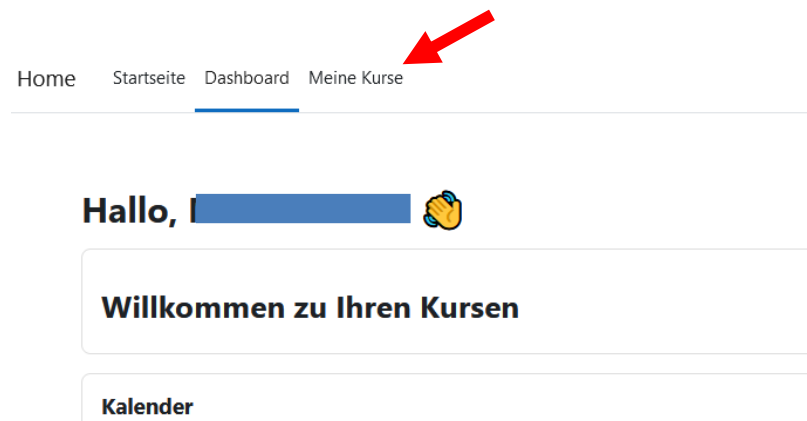 Home Startseite Dashboard Meine Kurse
Hallo,
Willkommen zu Ihren Kursen
Kalender